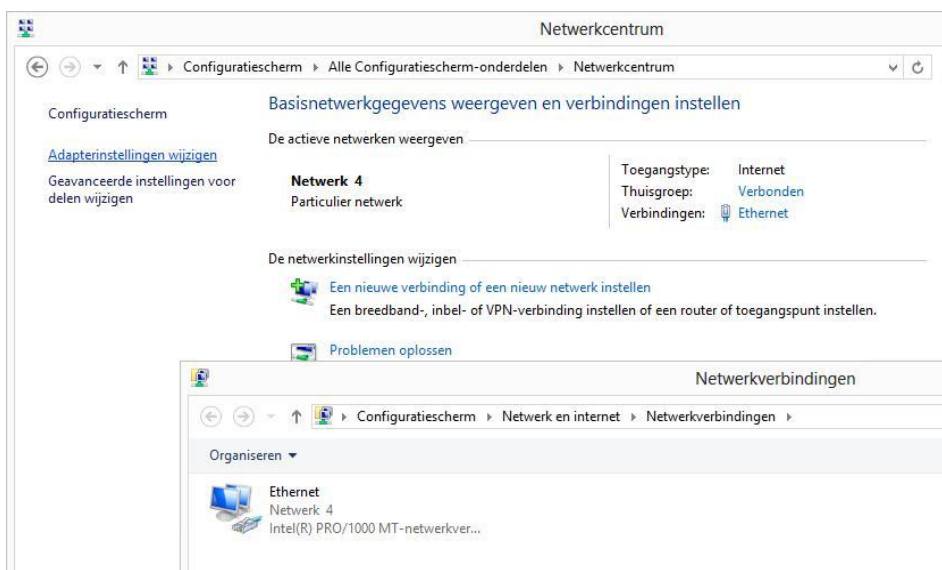 Netwerkcentrum
Configuratiescherm Alle Configuratiescherm-onderdelen Netwerkcentrum
Configuratiescherm
Adapterinstellingen wijzigen
Geavanceerde instellingen voor
delen wijzigen
Basisnetwerkgegevens weergeven en verbindingen instellen
De actieve netwerken weergeven
Netwerk 4
Particulier netwerk
Toegangstype: Internet
Thuisgroep: Verbonden
Verbindingen: Ethernet
De netwerkinstellingen wijzigen
Een nieuwe verbinding of een nieuw netwerk instellen
Een breedband-, inbel- of VPN-verbinding instellen of een router of toegangspunt instellen.
Problemen oplossen
Netwerkverbindingen
Configuratiescherm Netwerk en internet Netwerkverbindingen
Organiseren
Ethernet
Netwerk 4
Intel(R) PRO/1000 MT-netwerkver...